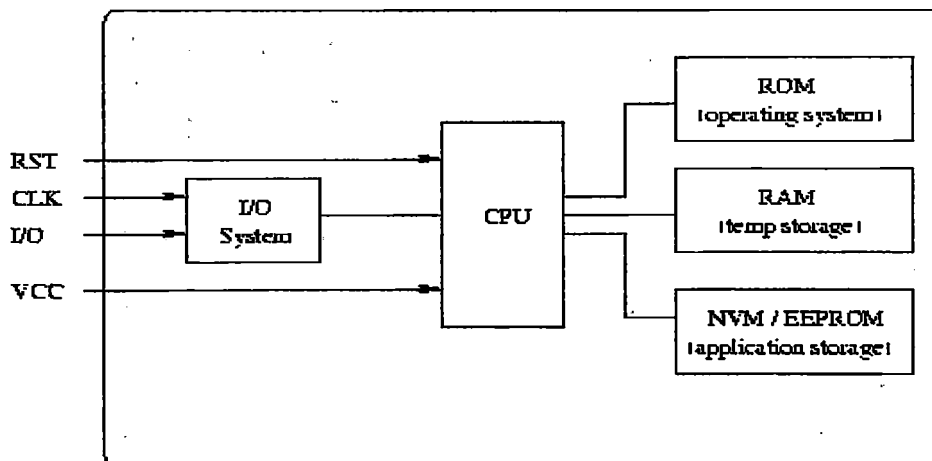 RST
CLK
I/O
VCC
I/O
System
CPU
ROM
(operating system)
RAM
(temp storage)
NVM / EEPROM
(application storage)